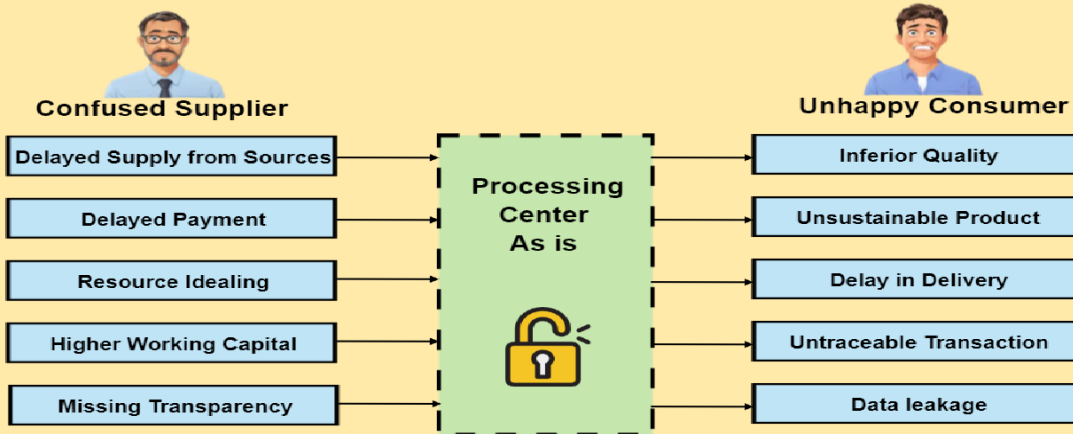 Confused Supplier
Delayed Supply from Sources
Delayed Payment
Resource Idealing
Higher Working Capital
Missing Transparency
Processing
Center
As is
Unhappy Consumer
Inferior Quality
Unsustainable Product
Delay in Delivery
Untraceable Transaction
Data leakage